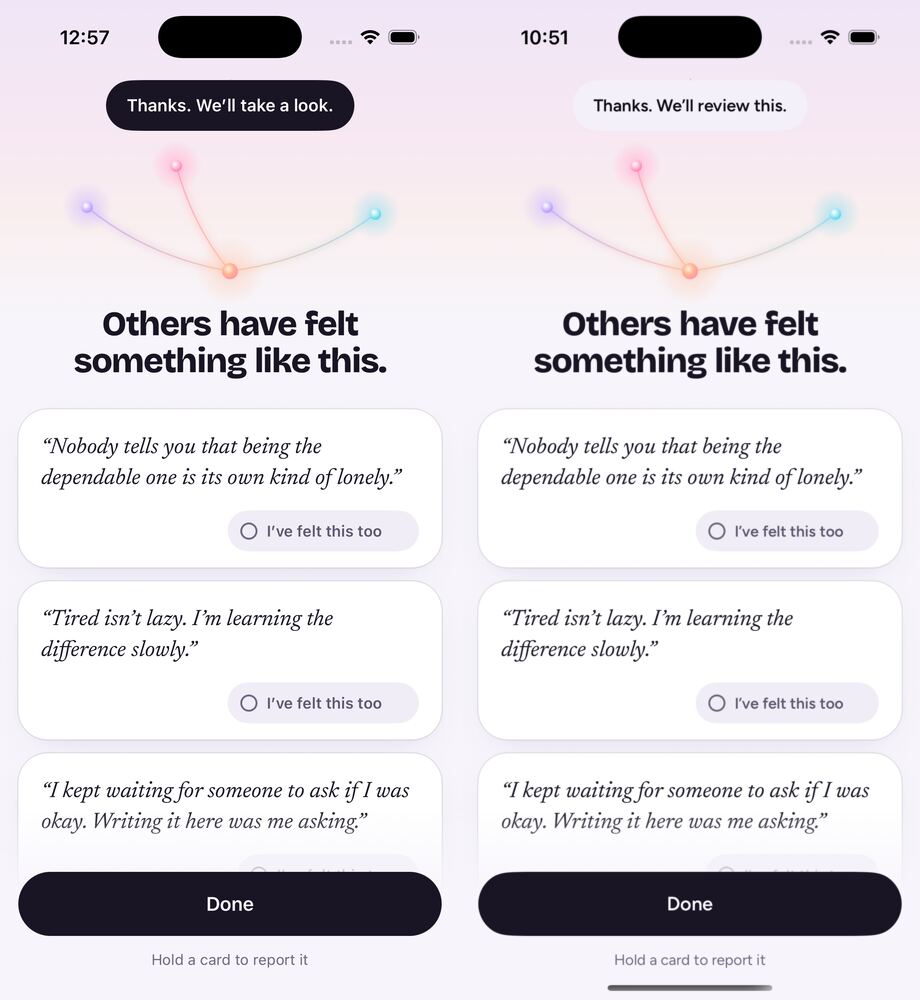 12:57
Thanks. We’ll take a look.
Others have felt
something like this.
“Nobody tells you that being the
dependable one is its own kind of lonely.”
I’ve felt this too
“Tired isn’t lazy. I’m learning the
difference slowly.”
I’ve felt this too
“I kept waiting for someone to ask if I was
okay. Writing it here was me asking.”
Done
Hold a card to report it
10:51
Thanks. We’ll review this.
Others have felt
something like this.
“Nobody tells you that being the
dependable one is its own kind of lonely.”
I’ve felt this too
“Tired isn’t lazy. I’m learning the
difference slowly.”
I’ve felt this too
“I kept waiting for someone to ask if I was
okay. Writing it here was me asking.”
Done
Hold a card to report it